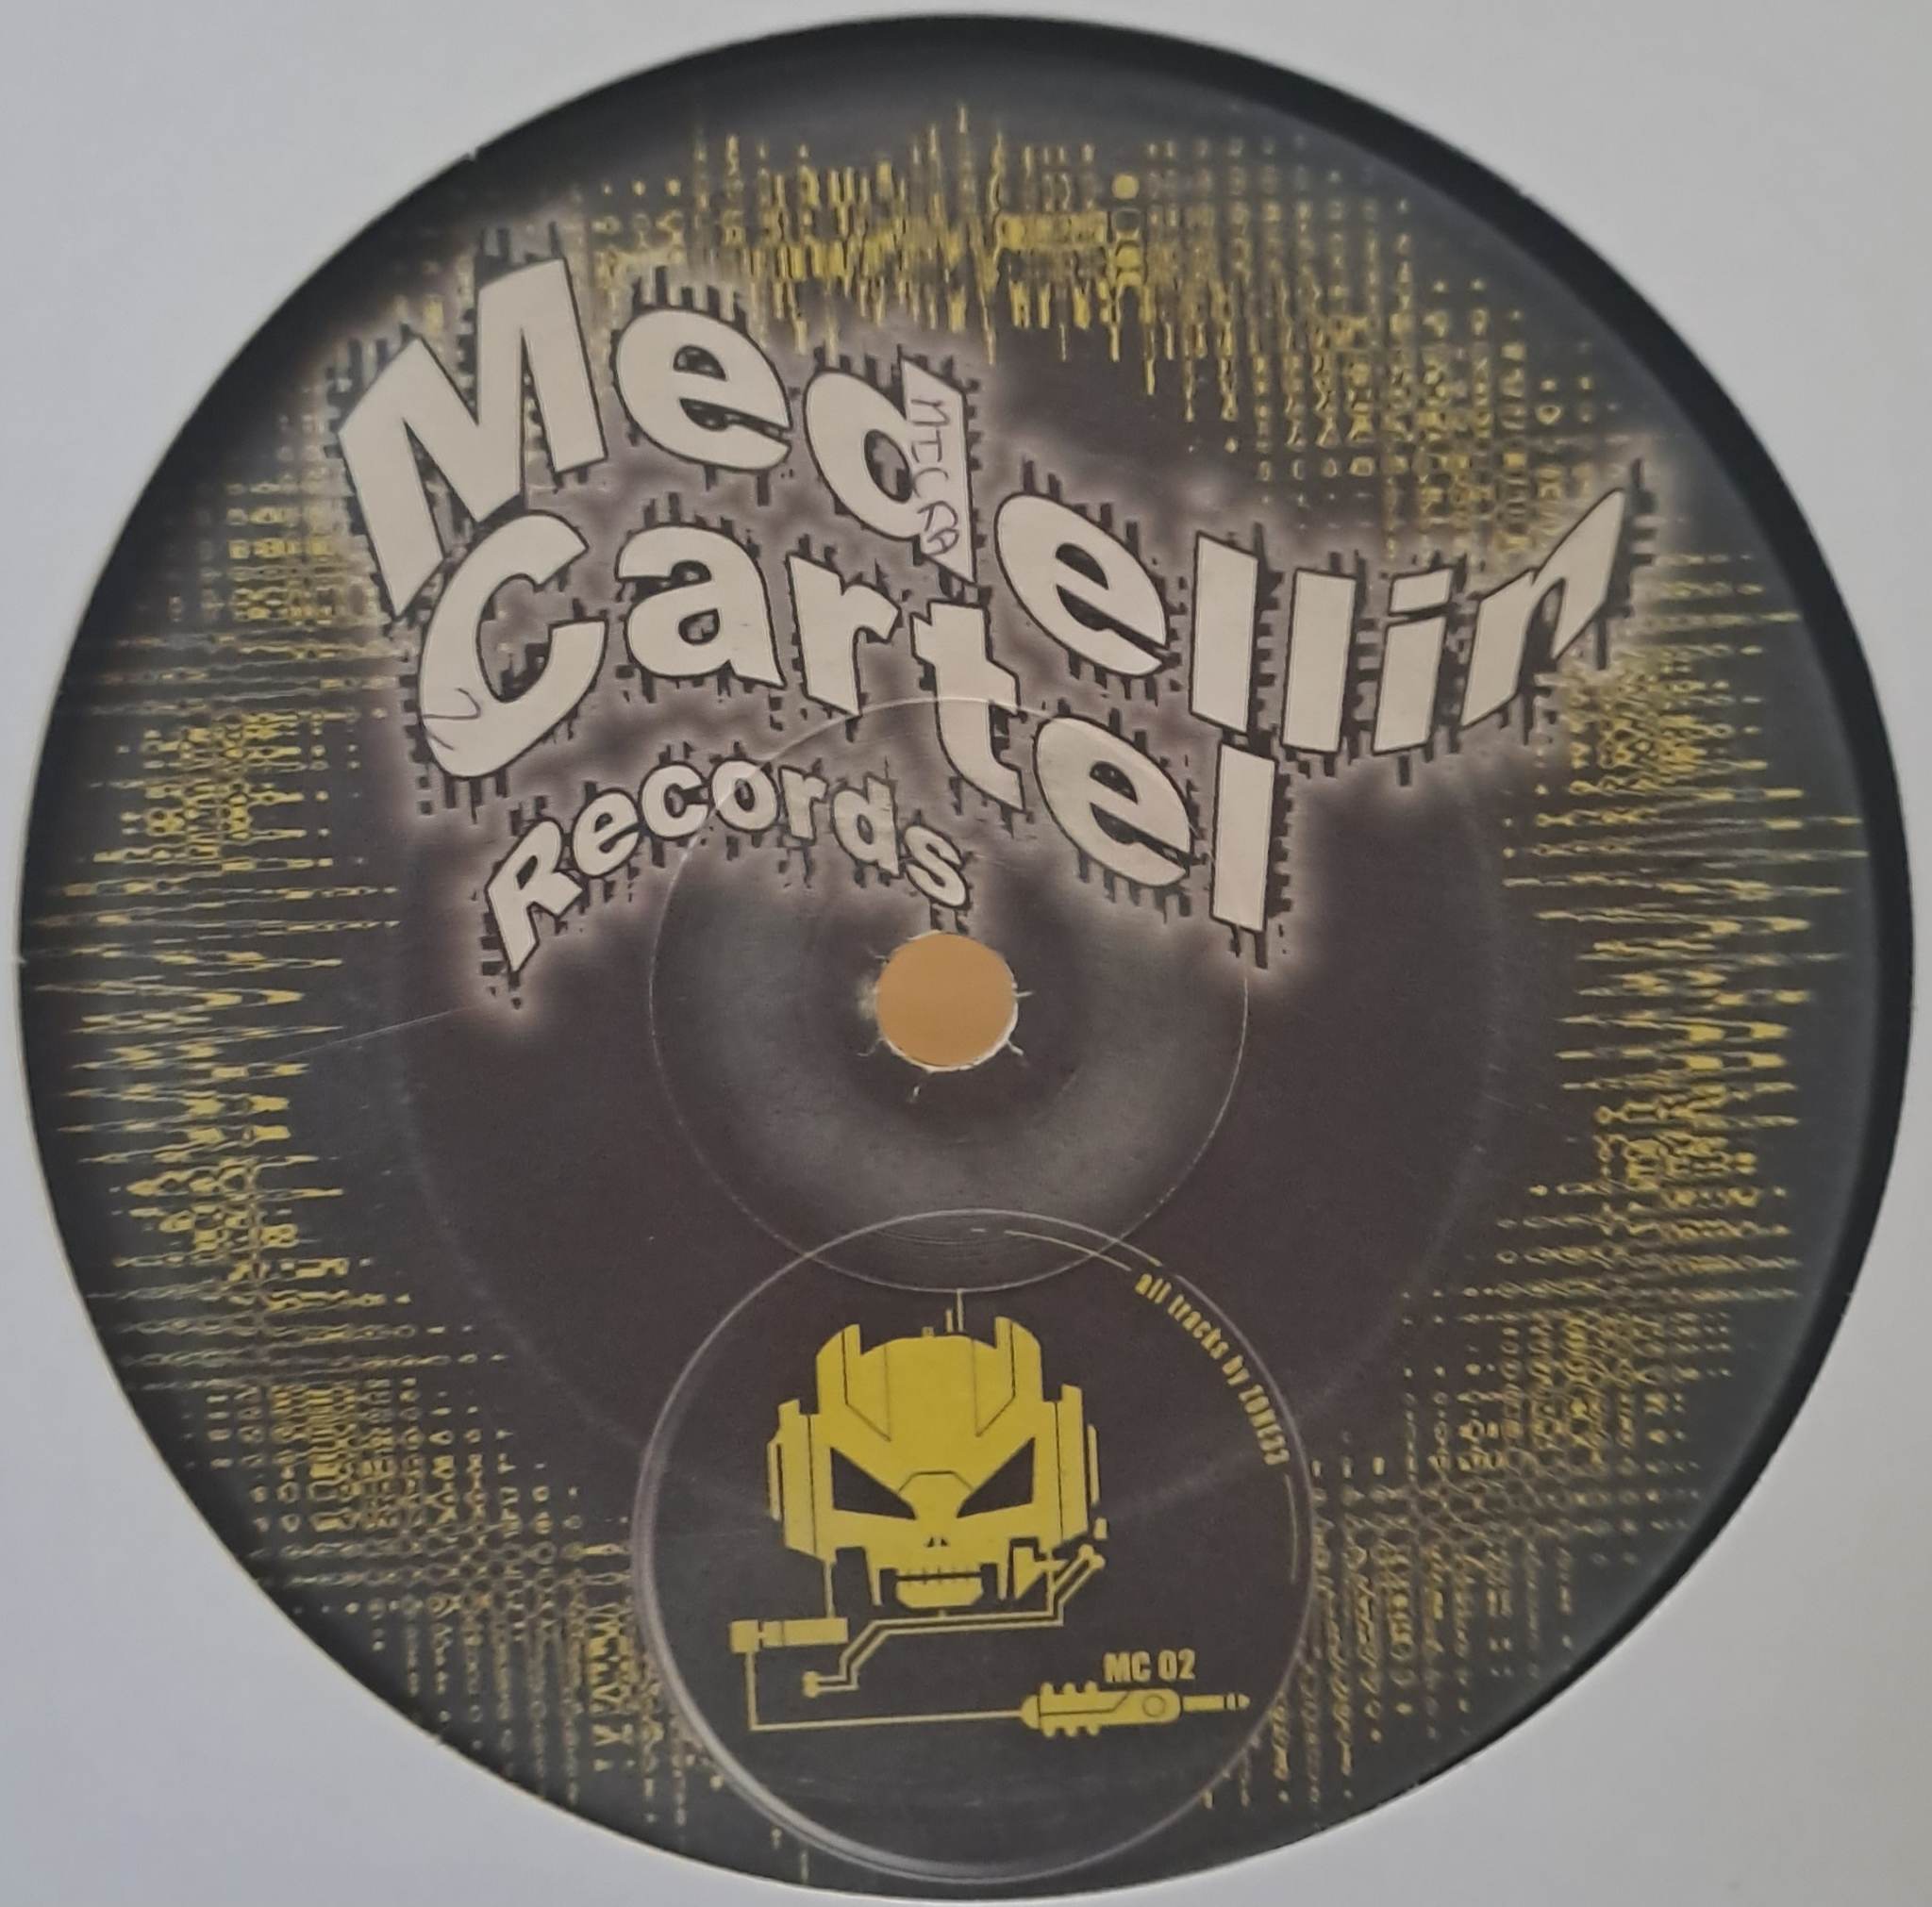 Medellin
Cartel
Records
all tracks by
MC 02